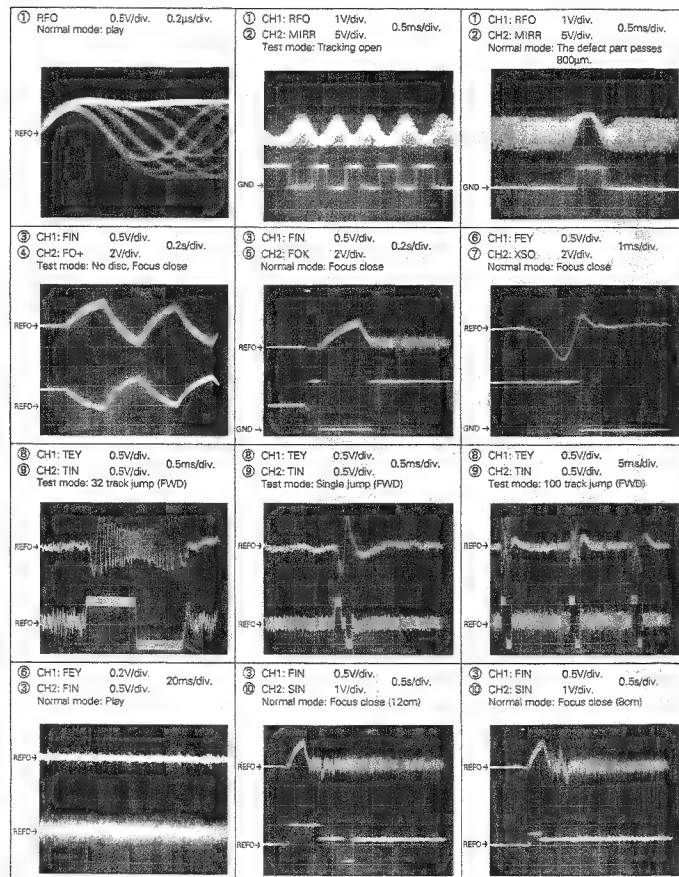 ① RFO 0.5V/div. 0.2µs/div.
Normal mode: play
REFO→
① CH1: RFO 1V/div. 0.5ms/div.
② CH2: MIRR 5V/div.
Test mode: Tracking open
GND→
① CH1: RFO 1V/div. 0.5ms/div.
② CH2: MIRR 5V/div.
Normal mode: The defect part passes
800µm.
GND→
③ CH1: FIN 0.5V/div. 0.2s/div.
④ CH2: FO+ 2V/div.
Test mode: No disc, Focus close
REFO→
REFO→
③ CH1: FIN 0.5V/div. 0.2s/div.
⑤ CH2: FOK 2V/div.
Normal mode: Focus close
REFO→
GND→
⑥ CH1: FEY 0.5V/div. 1ms/div.
⑦ CH2: XSO 2V/div.
Normal mode: Focus close
REFO→
GND→
⑧ CH1: TEY 0.5V/div. 0.5ms/div.
⑨ CH2: TIN 0.5V/div.
Test mode: 32 track jump (FWD)
REFO→
REFO→
⑧ CH1: TEY 0.5V/div. 0.5ms/div.
⑨ CH2: TIN 0.5V/div.
Test mode: Single jump (FWD)
REFO→
REFO→
⑧ CH1: TEY 0.5V/div. 5ms/div.
⑨ CH2: TIN 0.5V/div.
Test mode: 100 track jump (FWD)
REFO→
REFO→
⑥ CH1: FEY 0.2V/div. 20ms/div.
③ CH2: FIN 0.5V/div.
Normal mode: Play
REFO→
REFO→
③ CH1: FIN 0.5V/div. 0.5s/div.
⑩ CH2: SIN 1V/div.
Normal mode: Focus close (12cm)
REFO→
REFO→
③ CH1: FIN 0.5V/div. 0.5s/div.
⑩ CH2: SIN 1V/div.
Normal mode: Focus close (8cm)
REFO→
REFO→